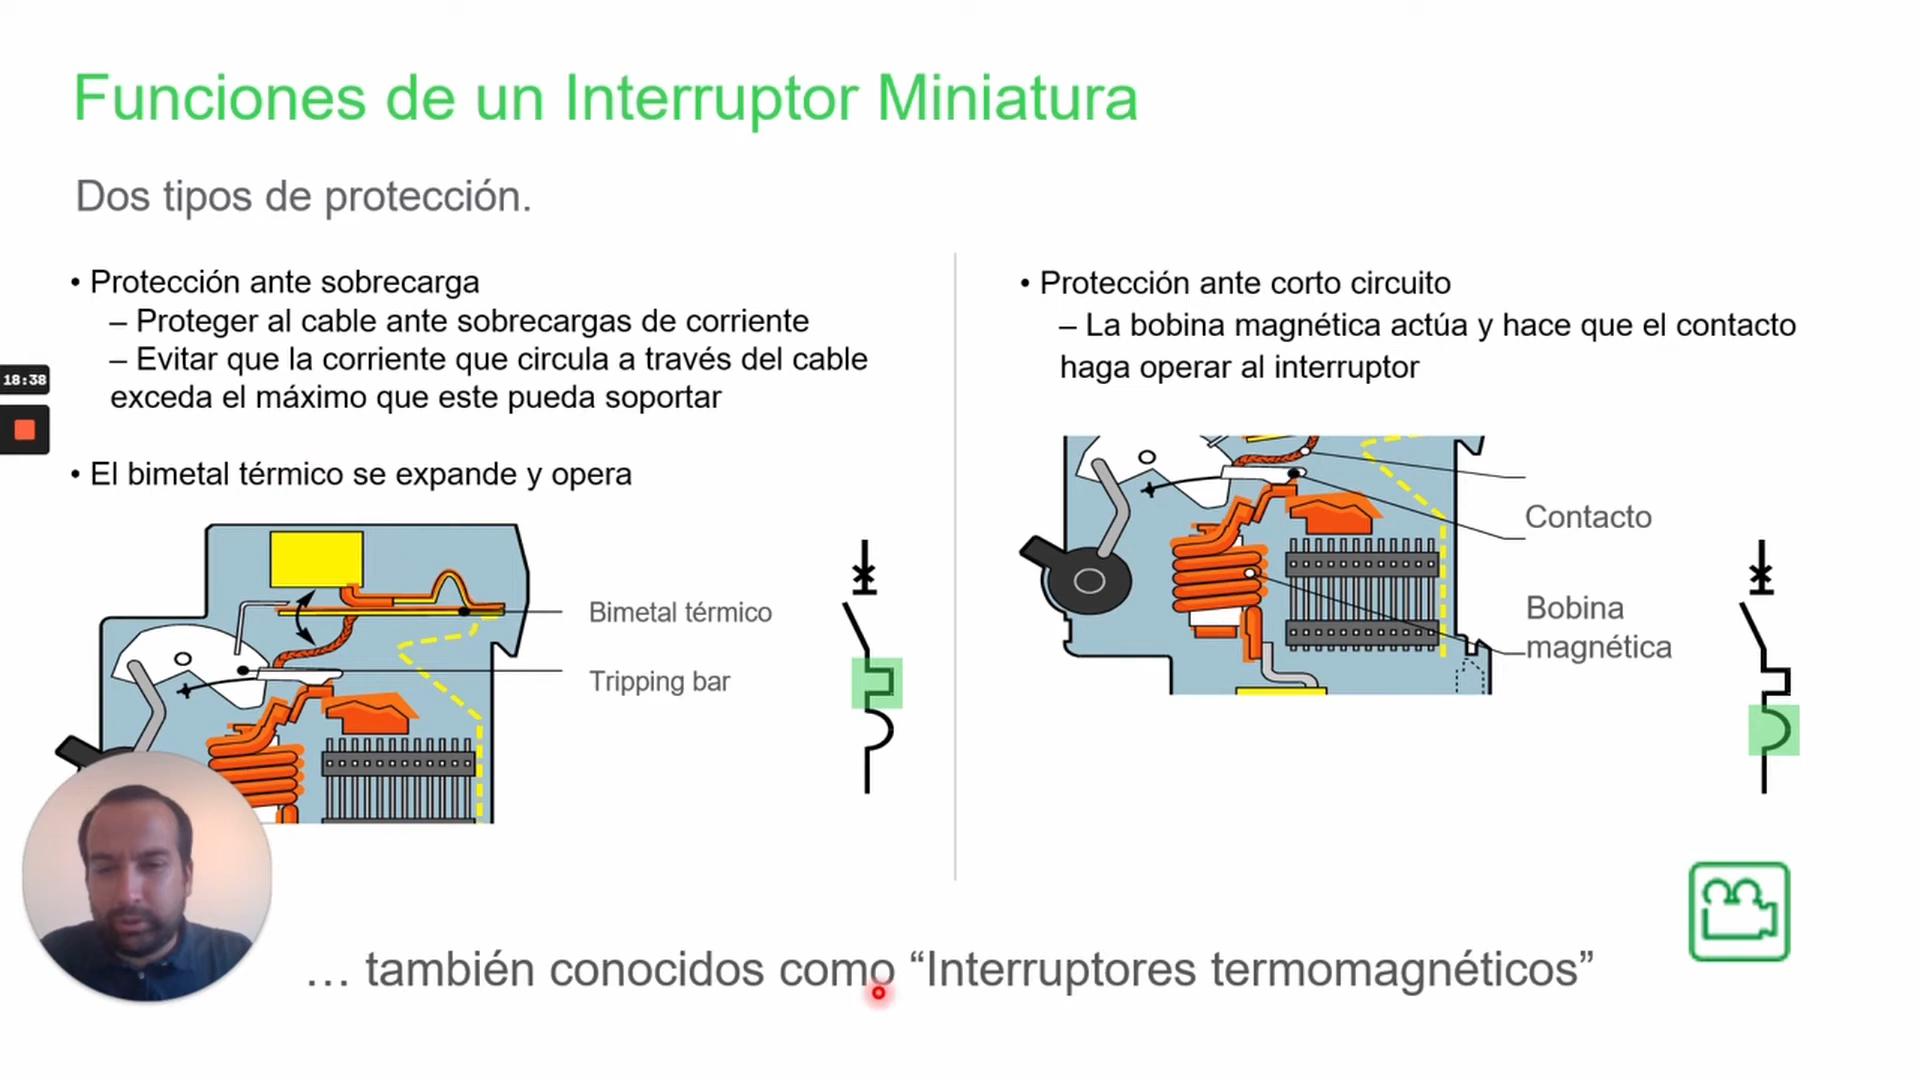 Funciones de un Interruptor Miniatura
Dos tipos de protección.
• Protección ante sobrecarga
– Proteger al cable ante sobrecargas de corriente
– Evitar que la corriente que circula a través del cable
exceda el máximo que este pueda soportar
• El bimetal térmico se expande y opera
Bimetal térmico
Tripping bar
• Protección ante corto circuito
– La bobina magnética actúa y hace que el contacto
haga operar al interruptor
Contacto
Bobina
magnética
18:38
… también conocidos como “Interruptores termomagnéticos”